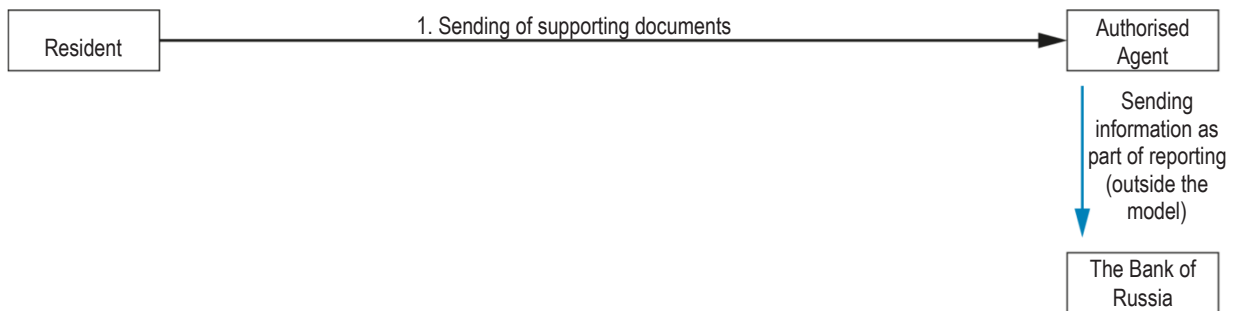 1. Sending of supporting documents
Resident
Authorised
Agent
Sending
information as
part of reporting
(outside the
model)
The Bank of
Russia